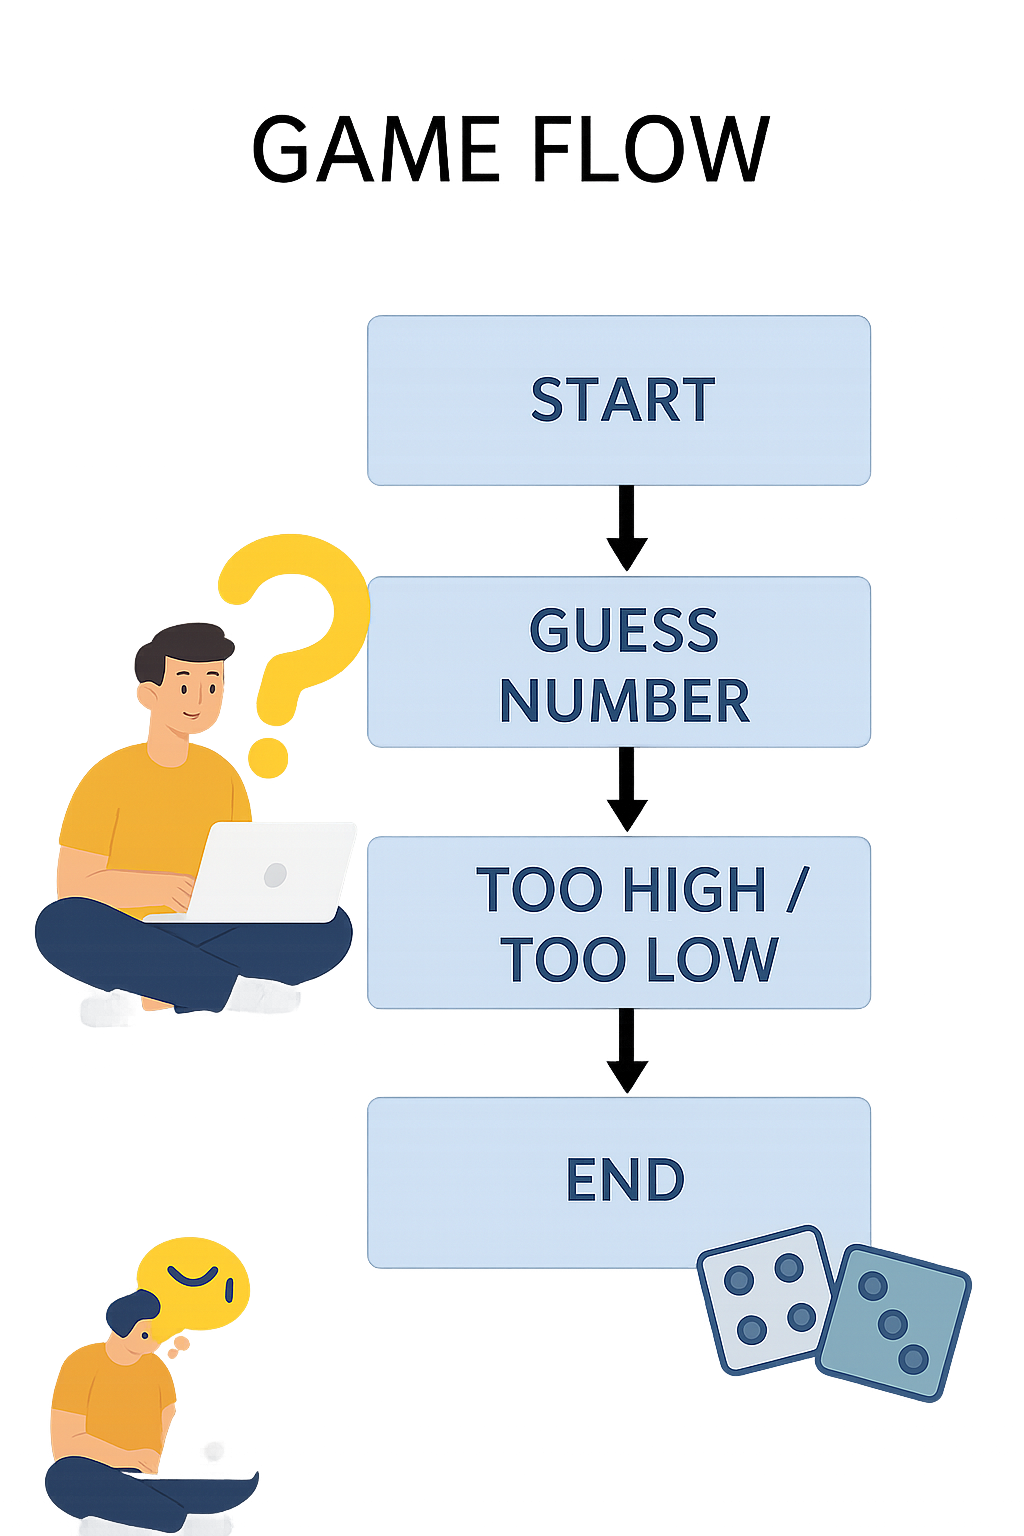 GAME FLOW
START
GUESS
NUMBER
TOO HIGH /
TOO LOW
END